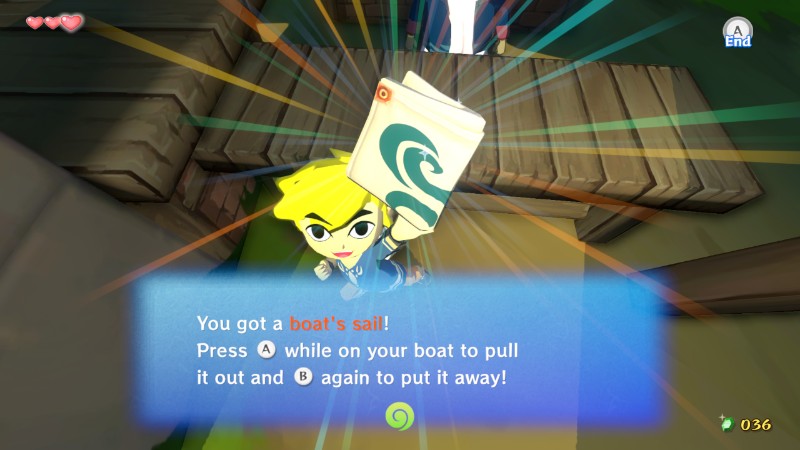 A
End
You got a boat's sail!
Press A while on your boat to pull
it out and B again to put it away!
036